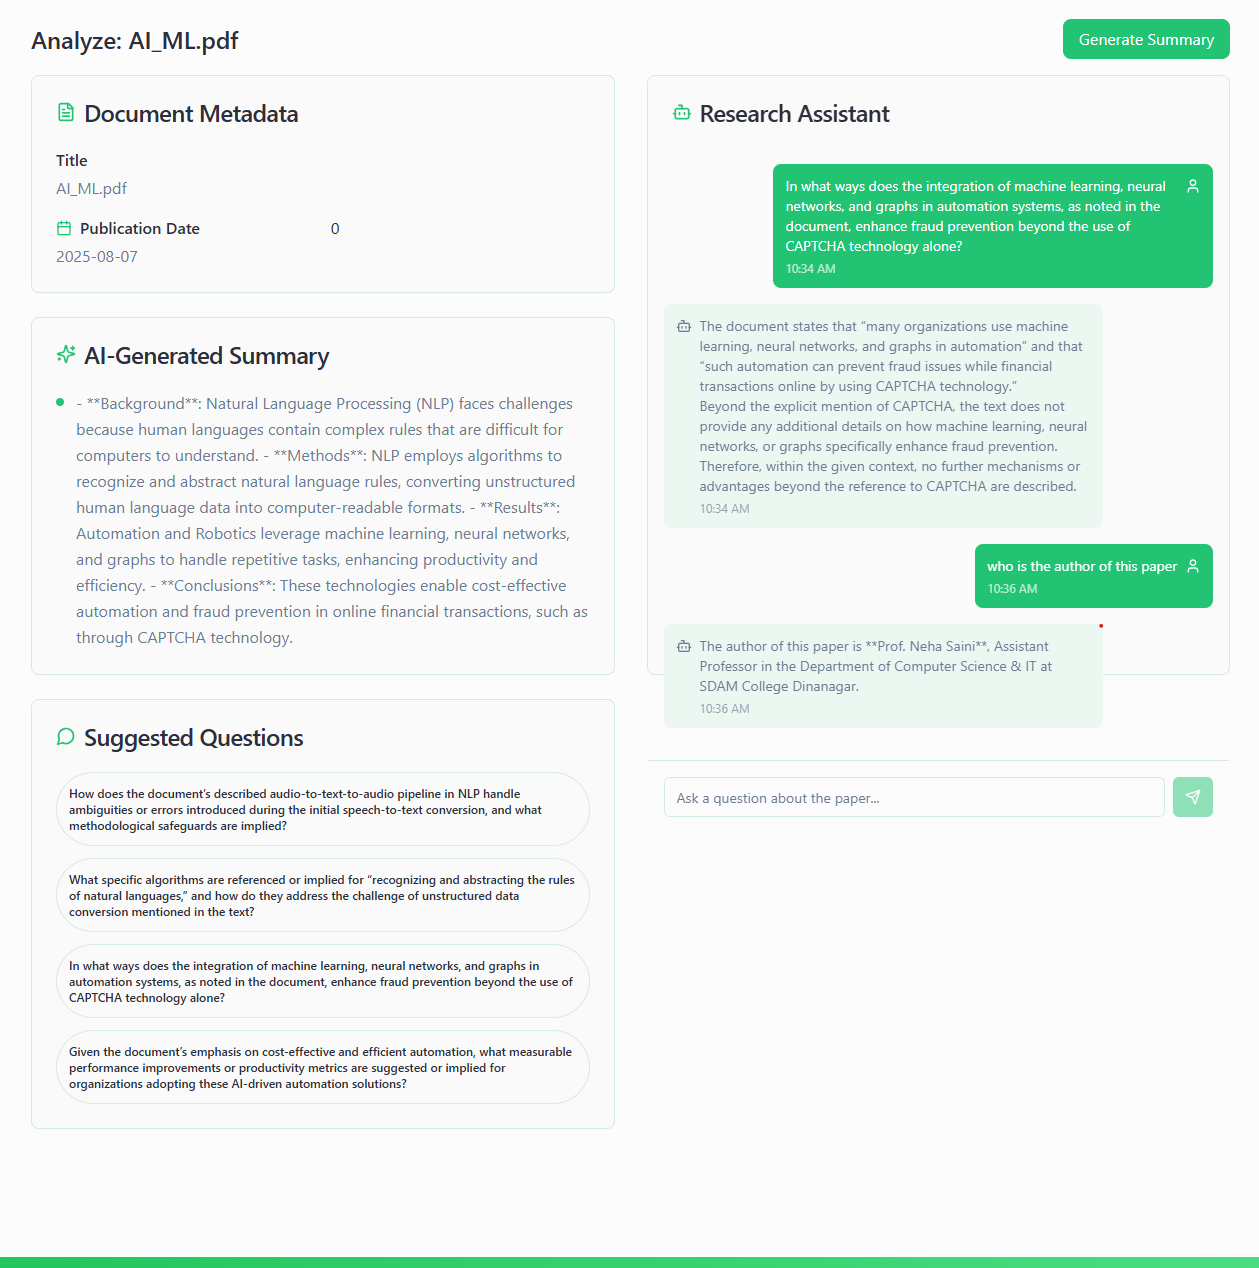 Analyze: AI_ML.pdf
Generate Summary
Document Metadata
Title
AI_ML.pdf
Publication Date
0
2025-08-07
AI-Generated Summary
- **Background**: Natural Language Processing (NLP) faces challenges
because human languages contain complex rules that are difficult for
computers to understand. - **Methods**: NLP employs algorithms to
recognize and abstract natural language rules, converting unstructured
human language data into computer-readable formats. - **Results**:
Automation and Robotics leverage machine learning, neural networks,
and graphs to handle repetitive tasks, enhancing productivity and
efficiency. - **Conclusions**: These technologies enable cost-effective
automation and fraud prevention in online financial transactions, such as
through CAPTCHA technology.
Suggested Questions
How does the document’s described audio-to-text-to-audio pipeline in NLP handle
ambiguities or errors introduced during the initial speech-to-text conversion, and what
methodological safeguards are implied?
What specific algorithms are referenced or implied for “recognizing and abstracting the rules
of natural languages,” and how do they address the challenge of unstructured data
conversion mentioned in the text?
In what ways does the integration of machine learning, neural networks, and graphs in
automation systems, as noted in the document, enhance fraud prevention beyond the use of
CAPTCHA technology alone?
Given the document’s emphasis on cost-effective and efficient automation, what measurable
performance improvements or productivity metrics are suggested or implied for
organizations adopting these AI-driven automation solutions?
Research Assistant
In what ways does the integration of machine learning, neural
networks, and graphs in automation systems, as noted in the
document, enhance fraud prevention beyond the use of
CAPTCHA technology alone?
10:34 AM
The document states that “many organizations use machine
learning, neural networks, and graphs in automation” and that
“such automation can prevent fraud issues while financial
transactions online by using CAPTCHA technology.”
Beyond the explicit mention of CAPTCHA, the text does not
provide any additional details on how machine learning, neural
networks, or graphs specifically enhance fraud prevention.
Therefore, within the given context, no further mechanisms or
advantages beyond the reference to CAPTCHA are described.
10:34 AM
who is the author of this paper
10:36 AM
The author of this paper is **Prof. Neha Saini**, Assistant
Professor in the Department of Computer Science & IT at
SDAM College Dinanagar.
10:36 AM
Ask a question about the paper...